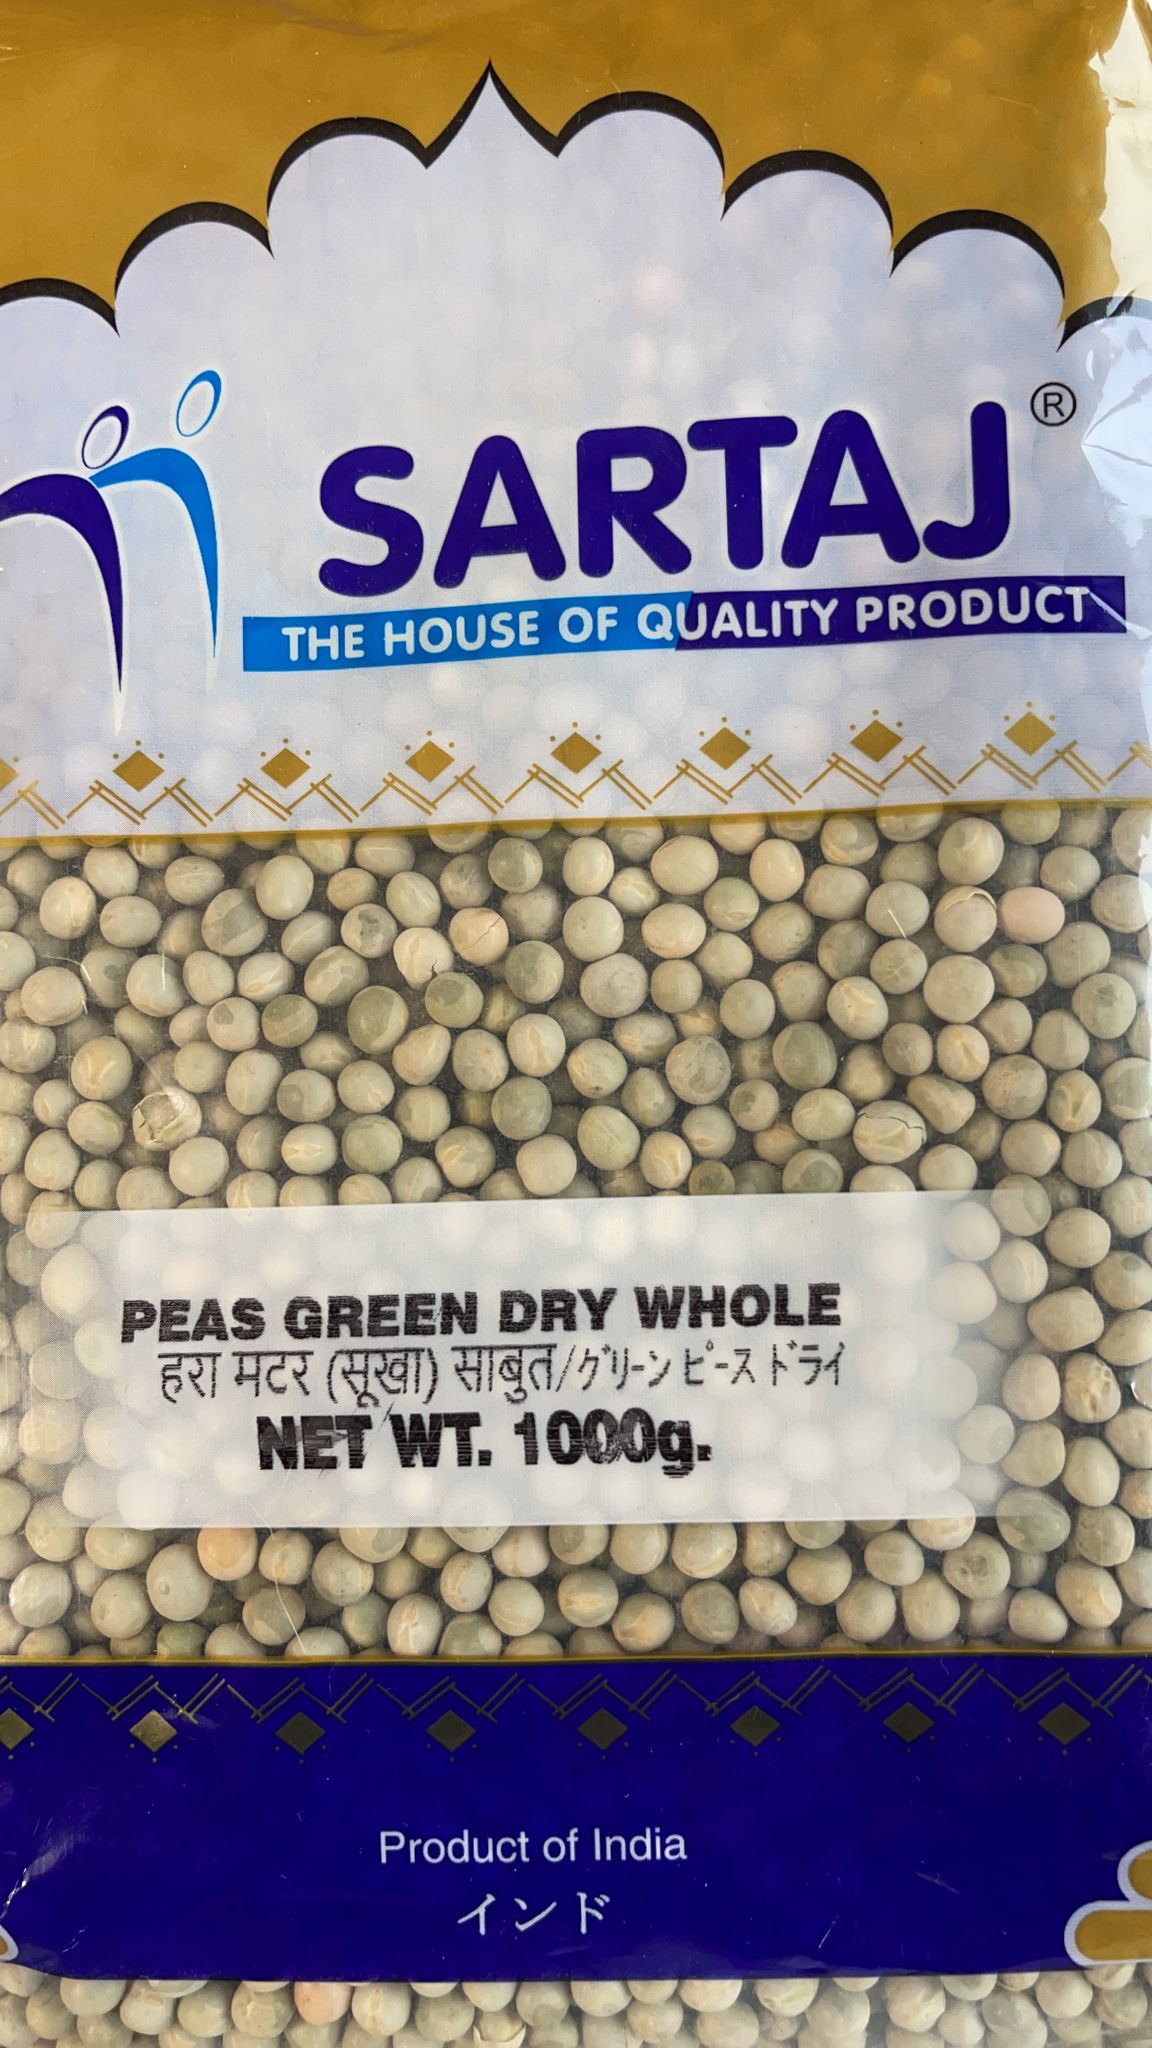 SARTAJ ®
THE HOUSE OF QUALITY PRODUCT
PEAS GREEN DRY WHOLE
हरा मटर (सूखा) साबुत/グリーン ピース ドライ
NET WT. 1000g.
Product of India
インド